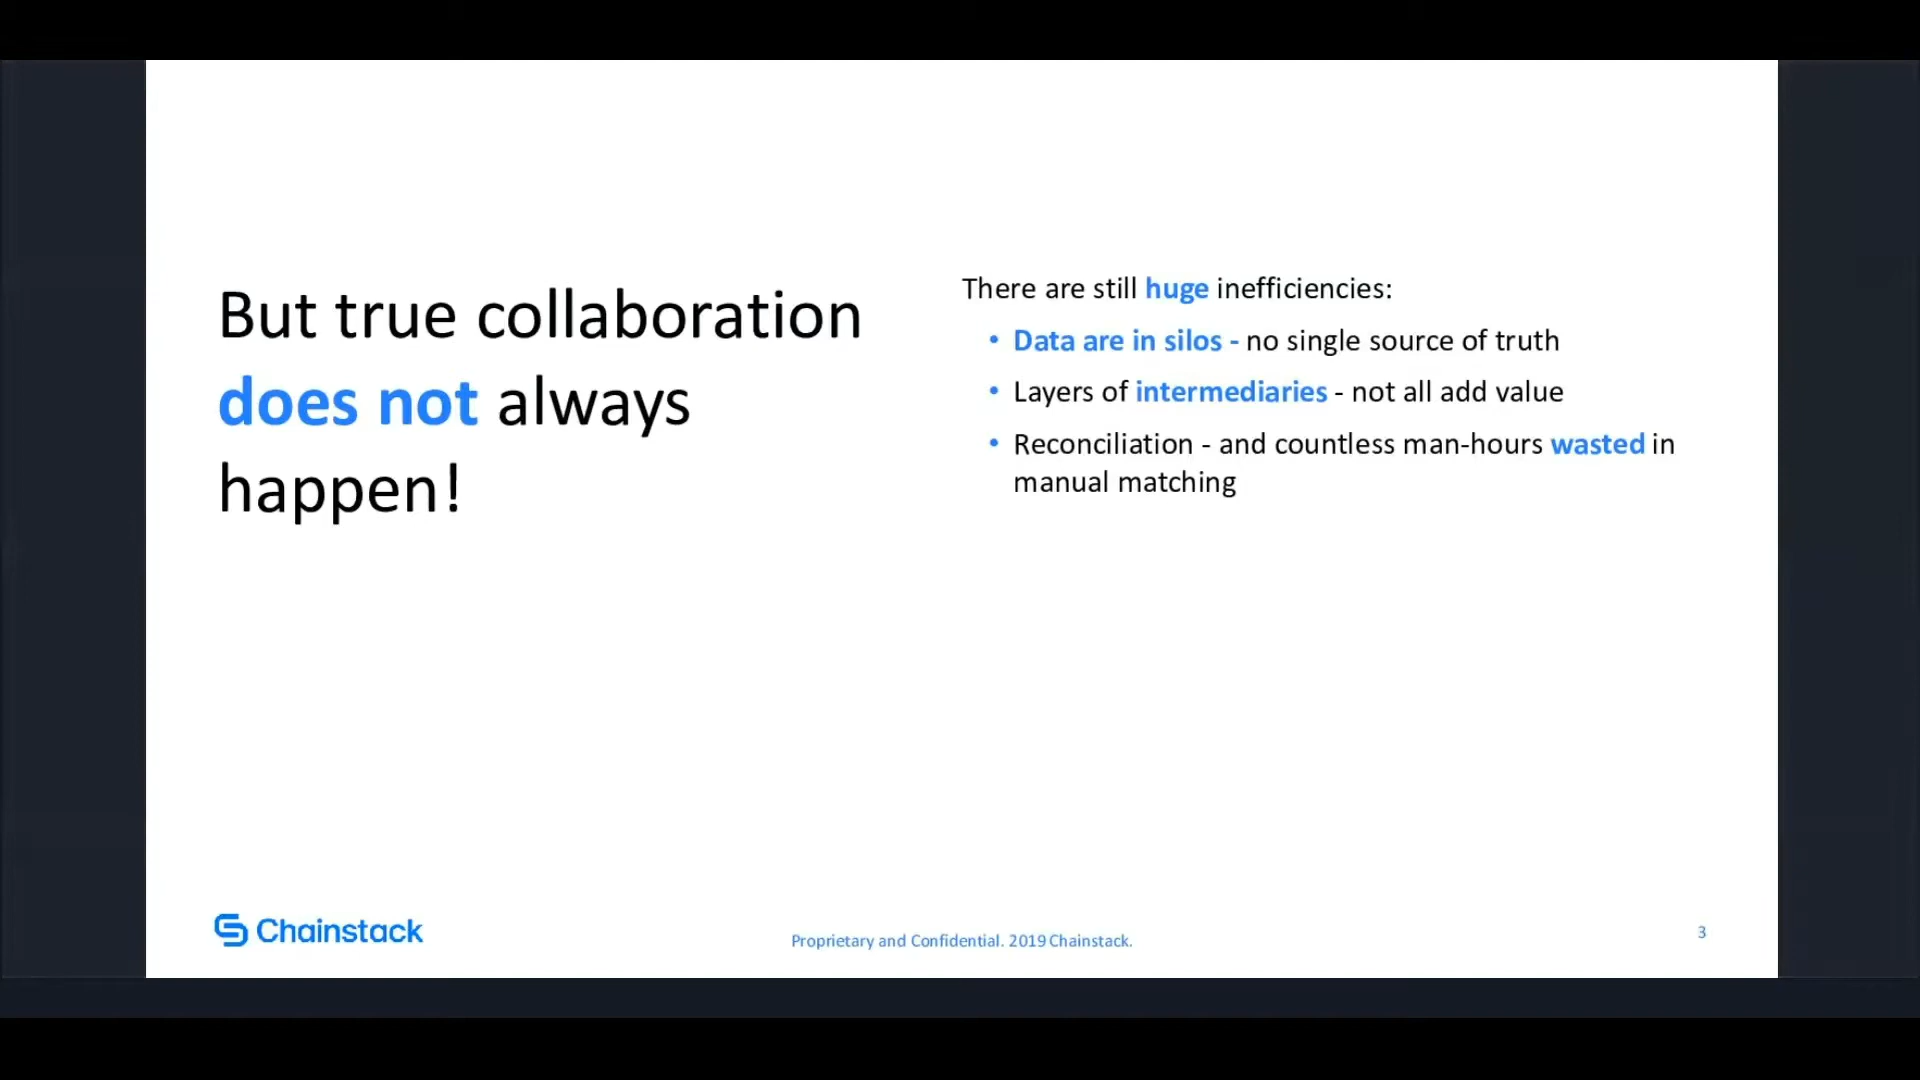 But true collaboration
does not always
happen!
There are still huge inefficiencies:
• Data are in silos - no single source of truth
• Layers of intermediaries - not all add value
• Reconciliation - and countless man-hours wasted in
manual matching
Chainstack
Proprietary and Confidential. 2019 Chainstack.
3